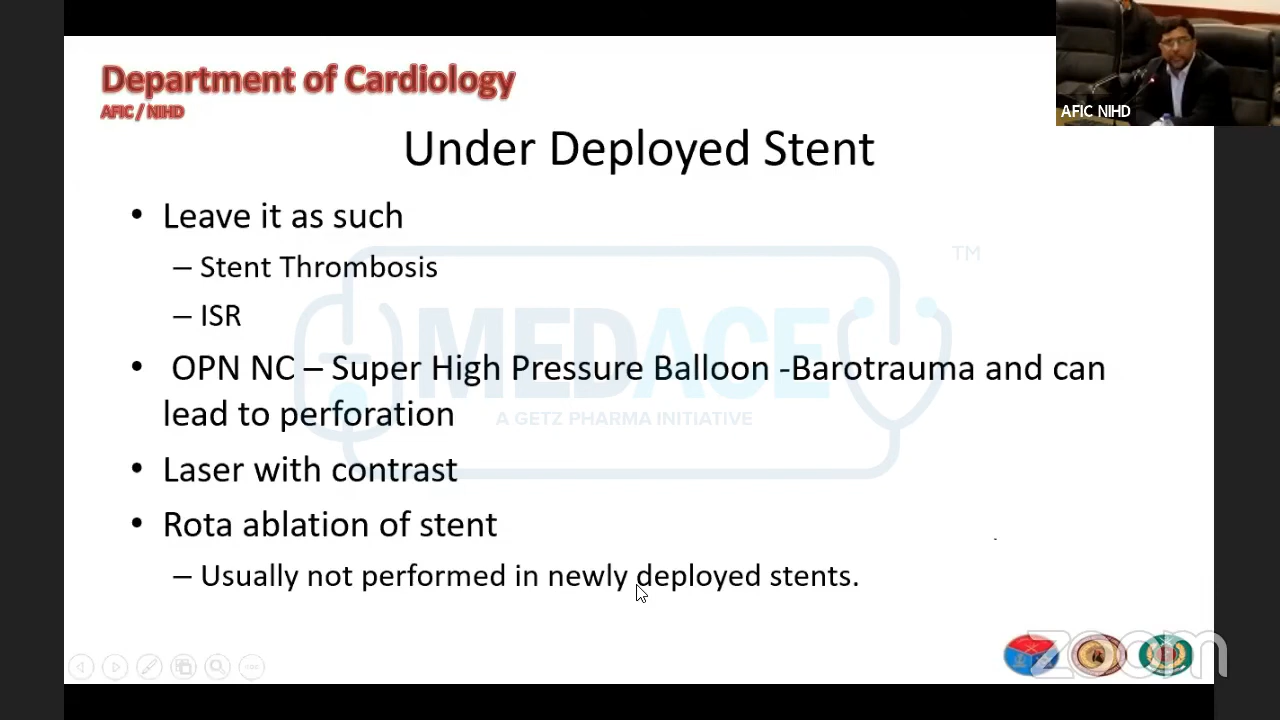 Department of Cardiology
AFIC / NIHD
AFIC NIHD
Under Deployed Stent
• Leave it as such
– Stent Thrombosis
– ISR
• OPN NC – Super High Pressure Balloon -Barotrauma and can
lead to perforation
• Laser with contrast
• Rota ablation of stent
– Usually not performed in newly deployed stents.
MEDACE
TM
A GETZ PHARMA INITIATIVE
zoom